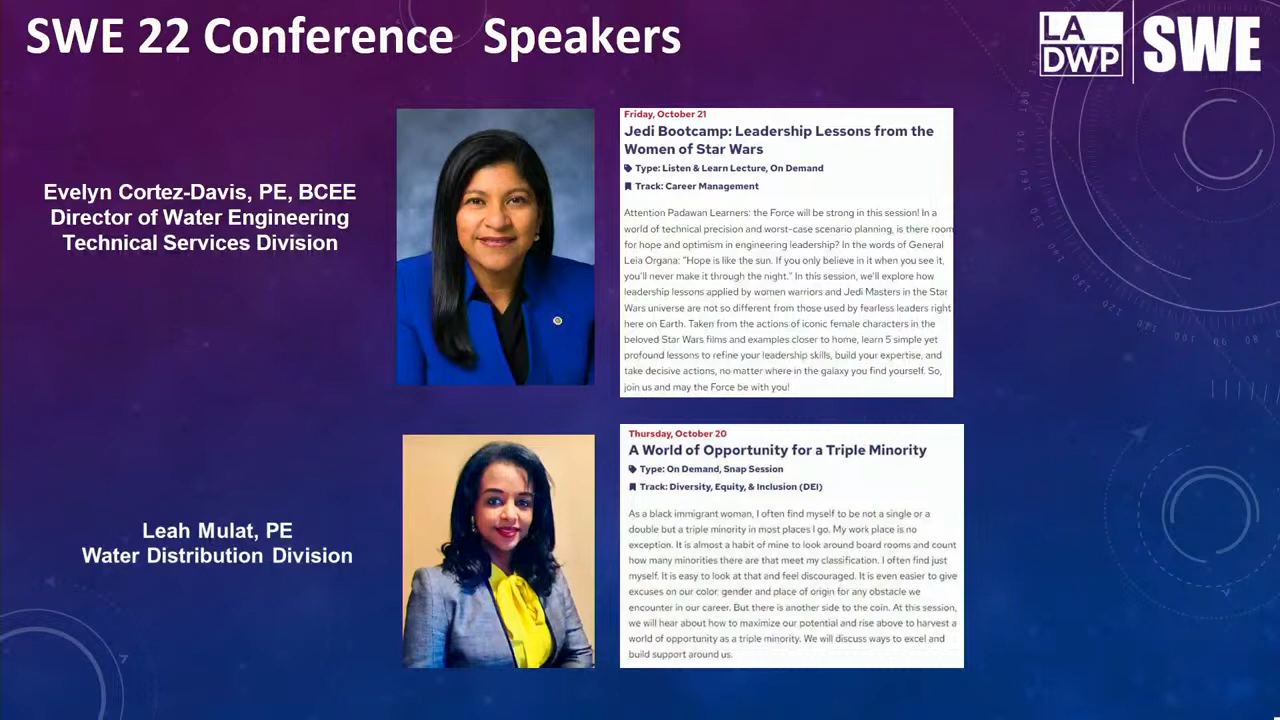 SWE 22 Conference Speakers
LA
DWP
SWE
Evelyn Cortez-Davis, PE, BCEE
Director of Water Engineering
Technical Services Division
Friday, October 21
Jedi Bootcamp: Leadership Lessons from the
Women of Star Wars
Type: Listen & Learn Lecture, On Demand
Track: Career Management
Attention Padawan Learners: the Force will be strong in this session! In a
world of technical precision and worst-case scenario planning, is there room
for hope and optimism in engineering leadership? In the words of General
Leia Organa: "Hope is like the sun. If you only believe in it when you see it,
you'll never make it through the night." In this session, we'll explore how
leadership lessons applied by women warriors and Jedi Masters in the Star
Wars universe are not so different from those used by fearless leaders right
here on Earth. Taken from the actions of iconic female characters in the
beloved Star Wars films and examples closer to home, learn 5 simple yet
profound lessons to refine your leadership skills, build your expertise, and
take decisive actions, no matter where in the galaxy you find yourself. So,
join us and may the Force be with you!
Leah Mulat, PE
Water Distribution Division
Thursday, October 20
A World of Opportunity for a Triple Minority
Type: On Demand, Snap Session
Track: Diversity, Equity, & Inclusion (DEI)
As a black immigrant woman, I often find myself to be not a single or a
double but a triple minority in most places I go. My work place is no
exception. It is almost a habit of mine to look around board rooms and count
how many minorities there are that meet my classification. I often find just
myself. It is easy to look at that and feel discouraged. It is even easier to give
excuses on our color, gender and place of origin for any obstacle we
encounter in our career. But there is another side to the coin. At this session,
we will hear about how to maximize our potential and rise above to harvest a
world of opportunity as a triple minority. We will discuss ways to excel and
build support around us.